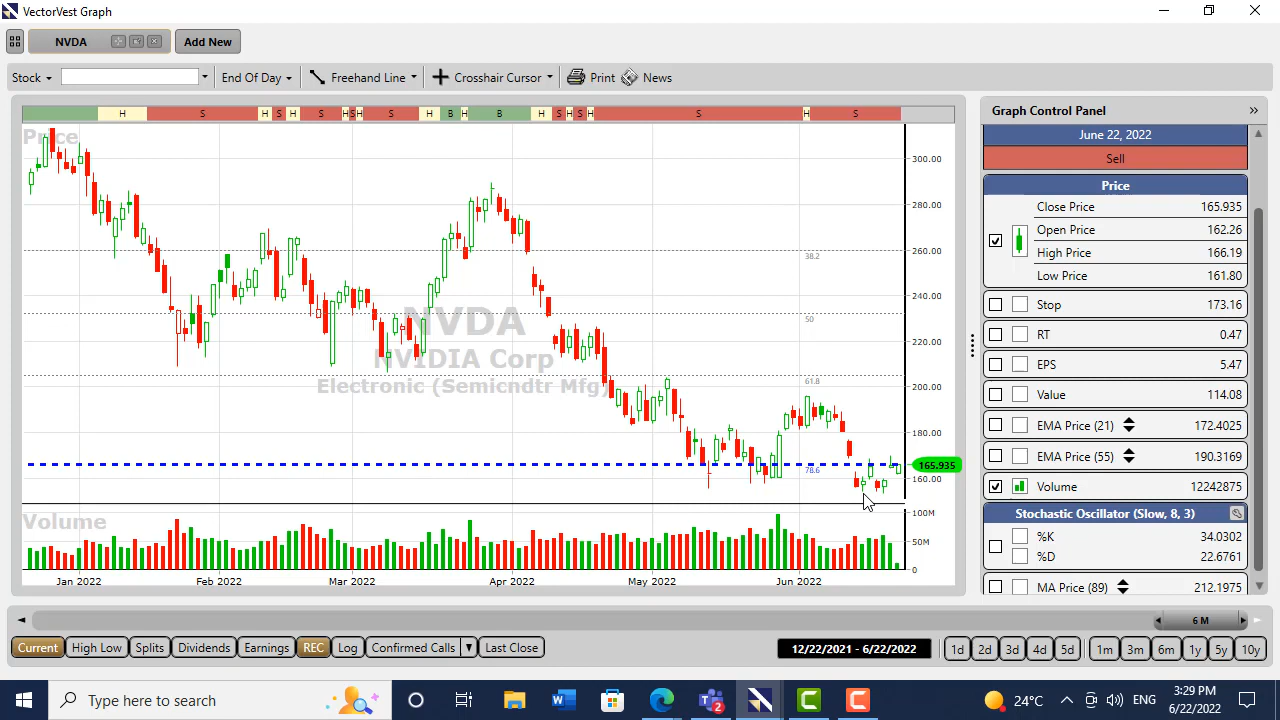 VectorVest Graph
NVDA
Add New
Stock
End Of Day
Freehand Line
Crosshair Cursor
Print
News
H S H S H S H S H S H B H B H S H S H S H S
Price
300.00
280.00
260.00
240.00
220.00
200.00
180.00
160.00
38.2
50
61.8
78.6
165.935
NVDA
NVIDIA Corp
Electronic (Semicndtr Mfg)
Volume
100M
50M
0
Jan 2022 Feb 2022 Mar 2022 Apr 2022 May 2022 Jun 2022
Graph Control Panel
June 22, 2022
Sell
Price
Close Price 165.935
Open Price 162.26
High Price 166.19
Low Price 161.80
Stop 173.16
RT 0.47
EPS 5.47
Value 114.08
EMA Price (21) 172.4025
EMA Price (55) 190.3169
Volume 12242875
Stochastic Oscillator (Slow, 8, 3)
%K 34.0302
%D 22.6761
MA Price (89) 212.1975
6 M
Current High Low Splits Dividends Earnings REC Log Confirmed Calls Last Close
12/22/2021 - 6/22/2022
1d 2d 3d 4d 5d 1m 3m 6m 1y 5y 10y
Type here to search
24°C
ENG
3:29 PM
6/22/2022
2